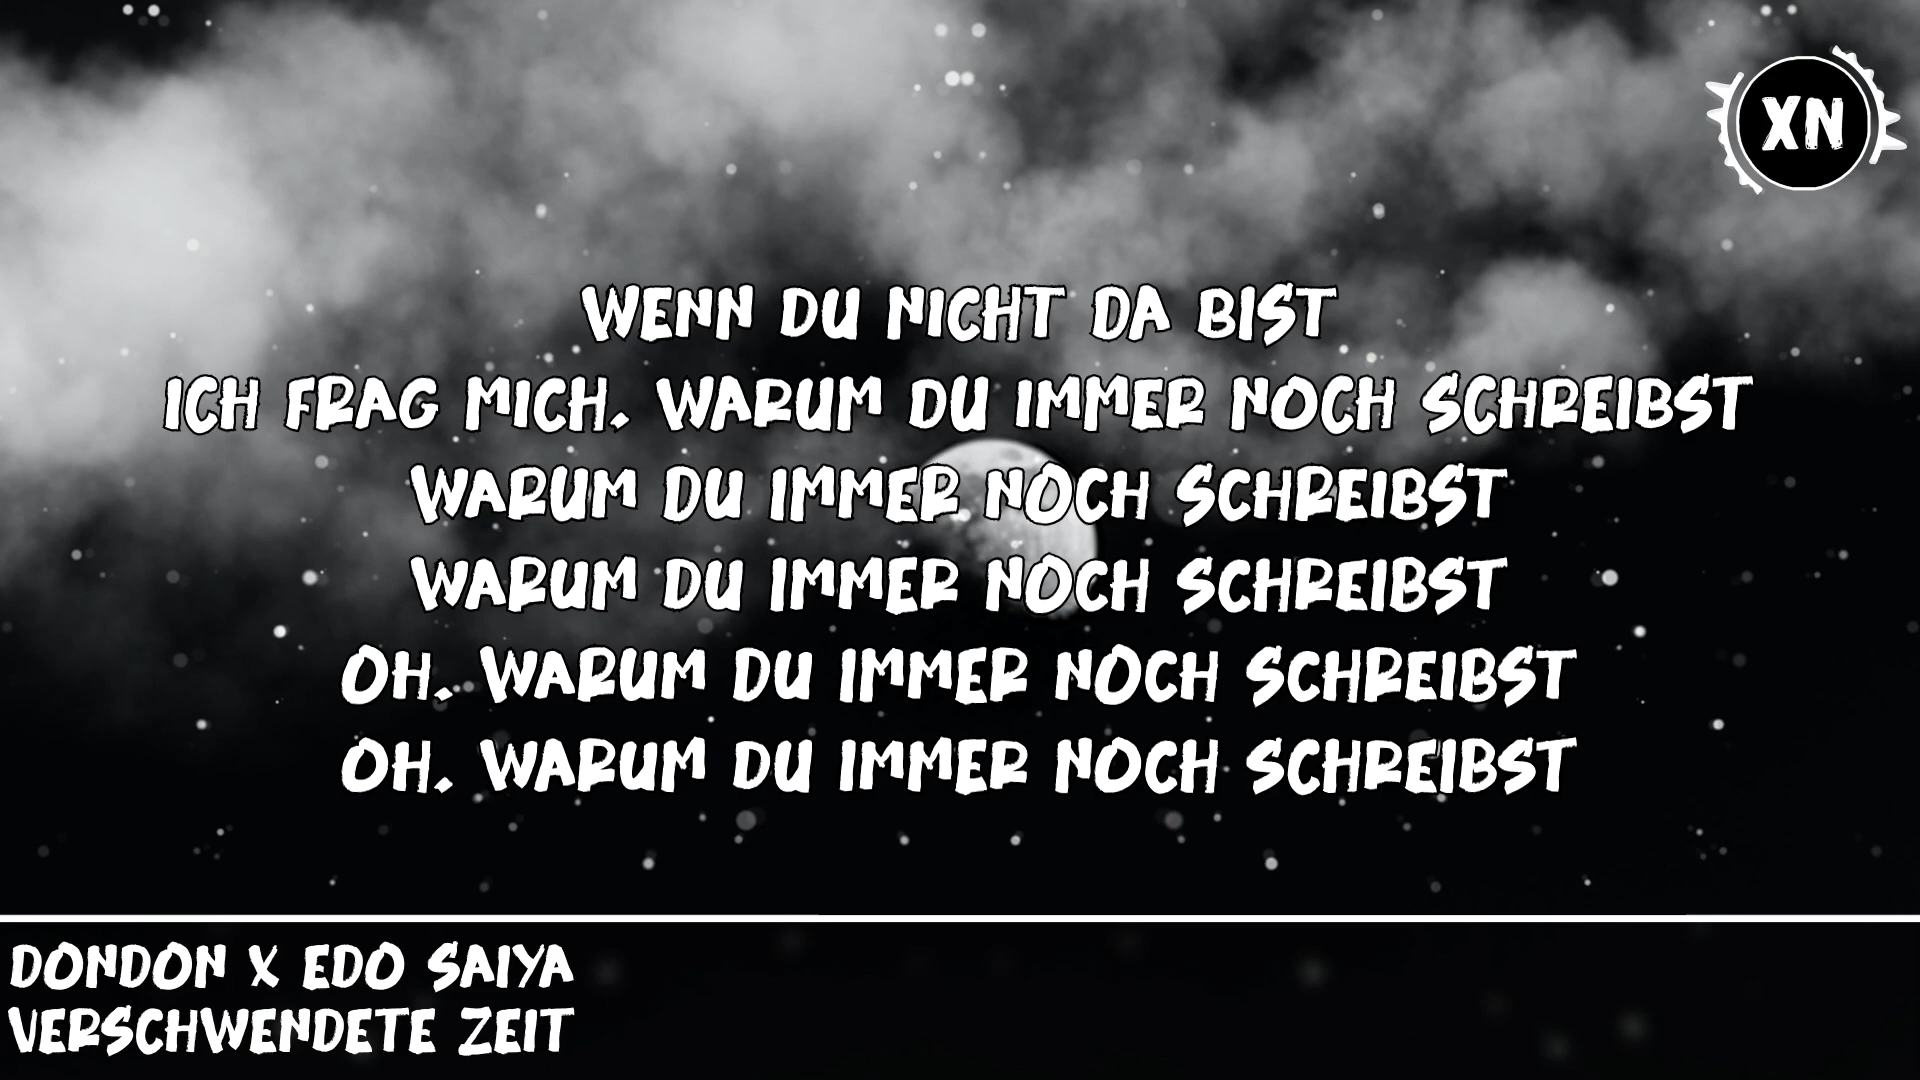 XN
WENN DU NICHT DA BIST
ICH FRAG MICH, WARUM DU IMMER NOCH SCHREIBST
WARUM DU IMMER NOCH SCHREIBST
WARUM DU IMMER NOCH SCHREIBST
OH, WARUM DU IMMER NOCH SCHREIBST
OH, WARUM DU IMMER NOCH SCHREIBST
DONDON X EDO SAIYA
VERSCHWENDETE ZEIT